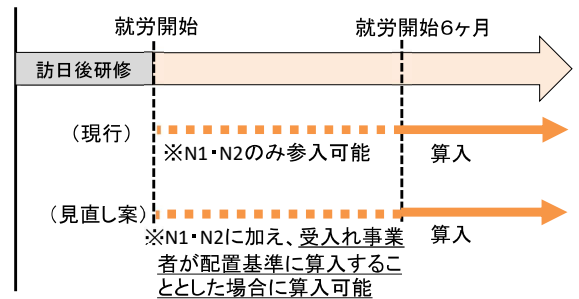 就労開始
就労開始６ヶ月
訪日後研修
（現行）
※N1・N2のみ参入可能
算入
（見直し案）
※N1・N2に加え、受入れ事業
者が配置基準に算入するこ
ととした場合に算入可能
算入